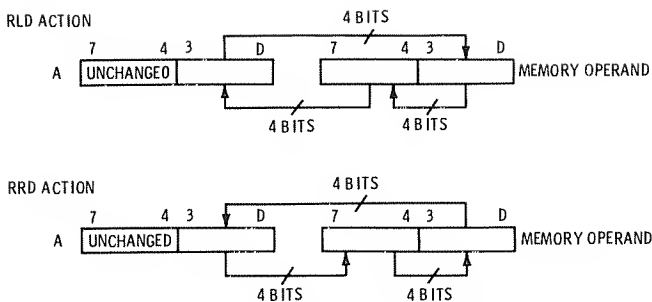 RLD ACTION
4 BITS
7 4 3 D 7 4 3 D
A UNCHANGEO MEMORY OPERAND
4 BITS 4 BITS
RRD ACTION
4 BITS
7 4 3 D 7 4 3 D
A UNCHANGED MEMORY OPERAND
4 BITS 4 BITS